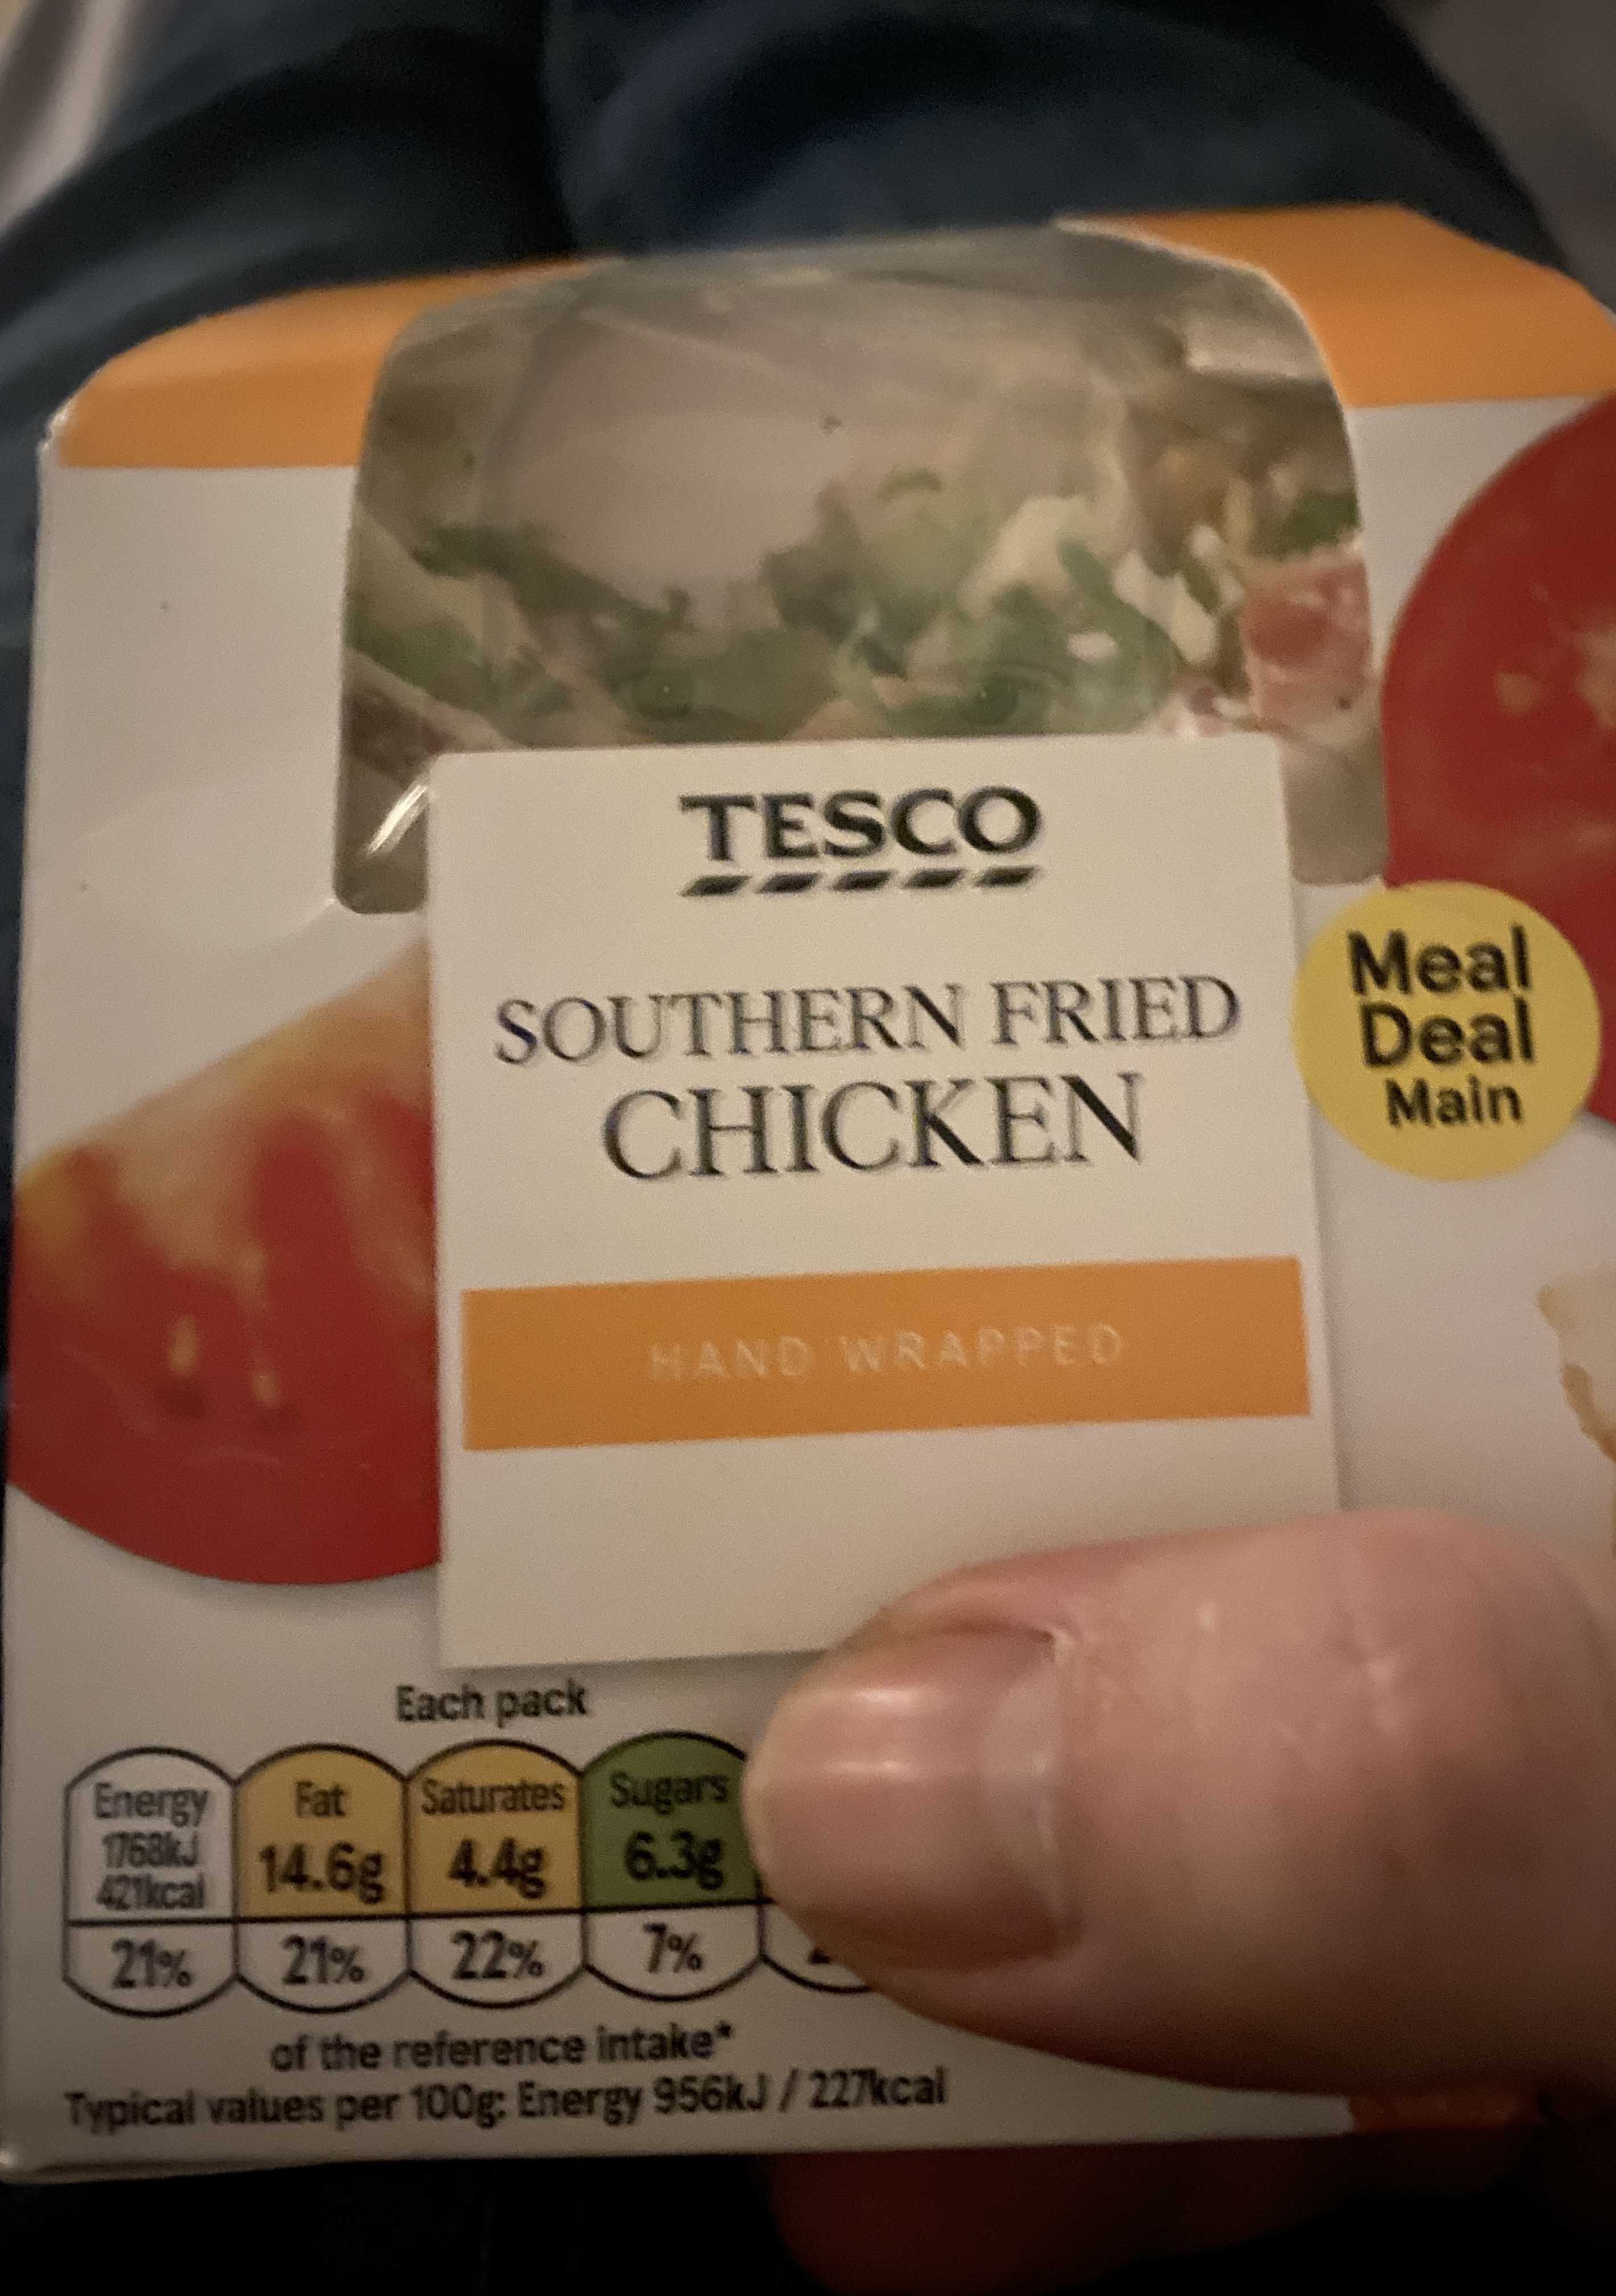 TESCO
SOUTHERN FRIED
CHICKEN
Meal
Deal
Main
HAND WRAPPED
Each pack
Energy
1768kJ
421kcal
21%
Fat
14.6g
21%
Saturates
4.4g
22%
Sugars
6.3g
7%
of the reference intake*
Typical values per 100g: Energy 956kJ / 227kcal